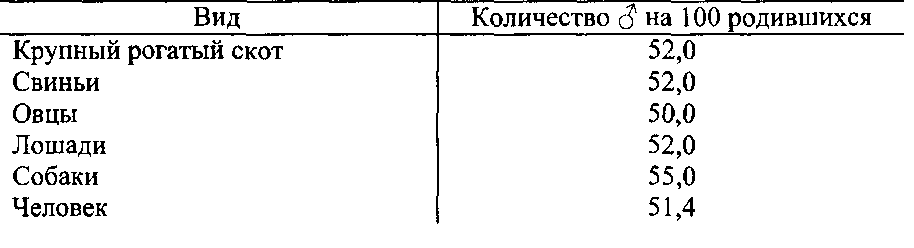 Вид Количество ♂ на 100 родившихся
Крупный рогатый скот 52,0
Свиньи 52,0
Овцы 50,0
Лошади 52,0
Собаки 55,0
Человек 51,4